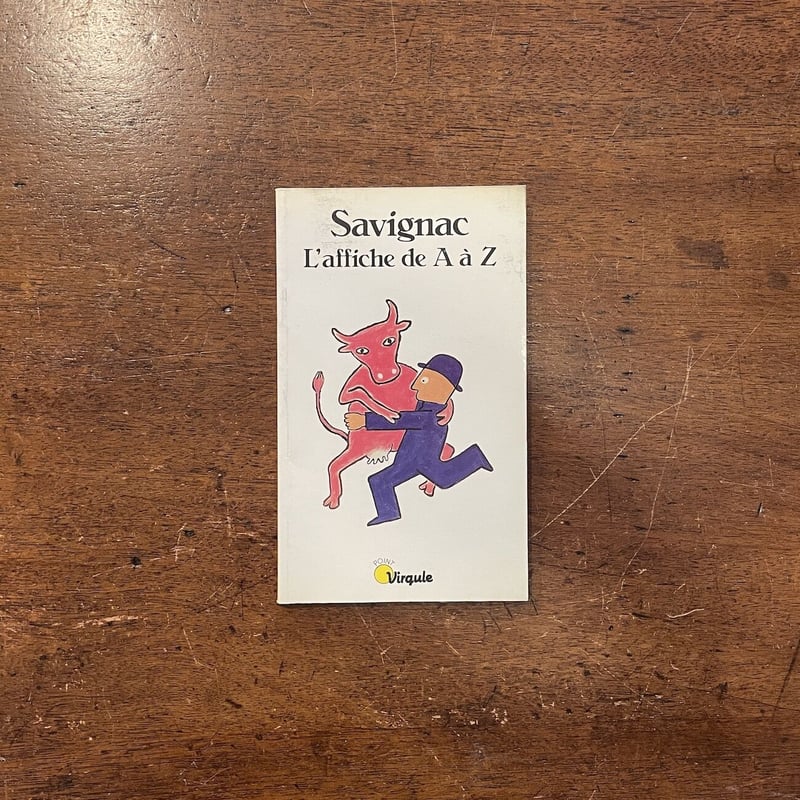 Savignac
L'affiche de A à Z
POINT
Virgule